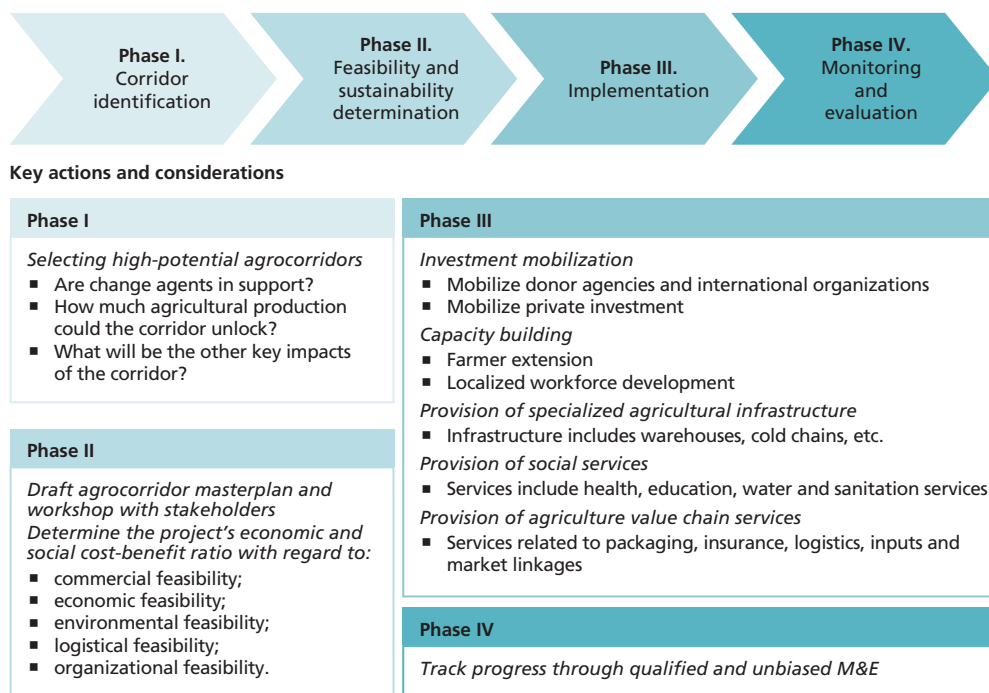 Phase I.
Corridor
identification
Phase II.
Feasibility and
sustainability
determination
Phase III.
Implementation
Phase IV.
Monitoring
and
evaluation
Key actions and considerations
Phase I
Selecting high-potential agrocorridors
▪ Are change agents in support?
▪ How much agricultural production
could the corridor unlock?
▪ What will be the other key impacts
of the corridor?
Phase II
Draft agrocorridor masterplan and
workshop with stakeholders
Determine the project's economic and
social cost-benefit ratio with regard to:
▪ commercial feasibility;
▪ economic feasibility;
▪ environmental feasibility;
▪ logistical feasibility;
▪ organizational feasibility.
Phase III
Investment mobilization
▪ Mobilize donor agencies and international organizations
▪ Mobilize private investment
Capacity building
▪ Farmer extension
▪ Localized workforce development
Provision of specialized agricultural infrastructure
▪ Infrastructure includes warehouses, cold chains, etc.
Provision of social services
▪ Services include health, education, water and sanitation services
Provision of agriculture value chain services
▪ Services related to packaging, insurance, logistics, inputs and
market linkages
Phase IV
Track progress through qualified and unbiased M&E